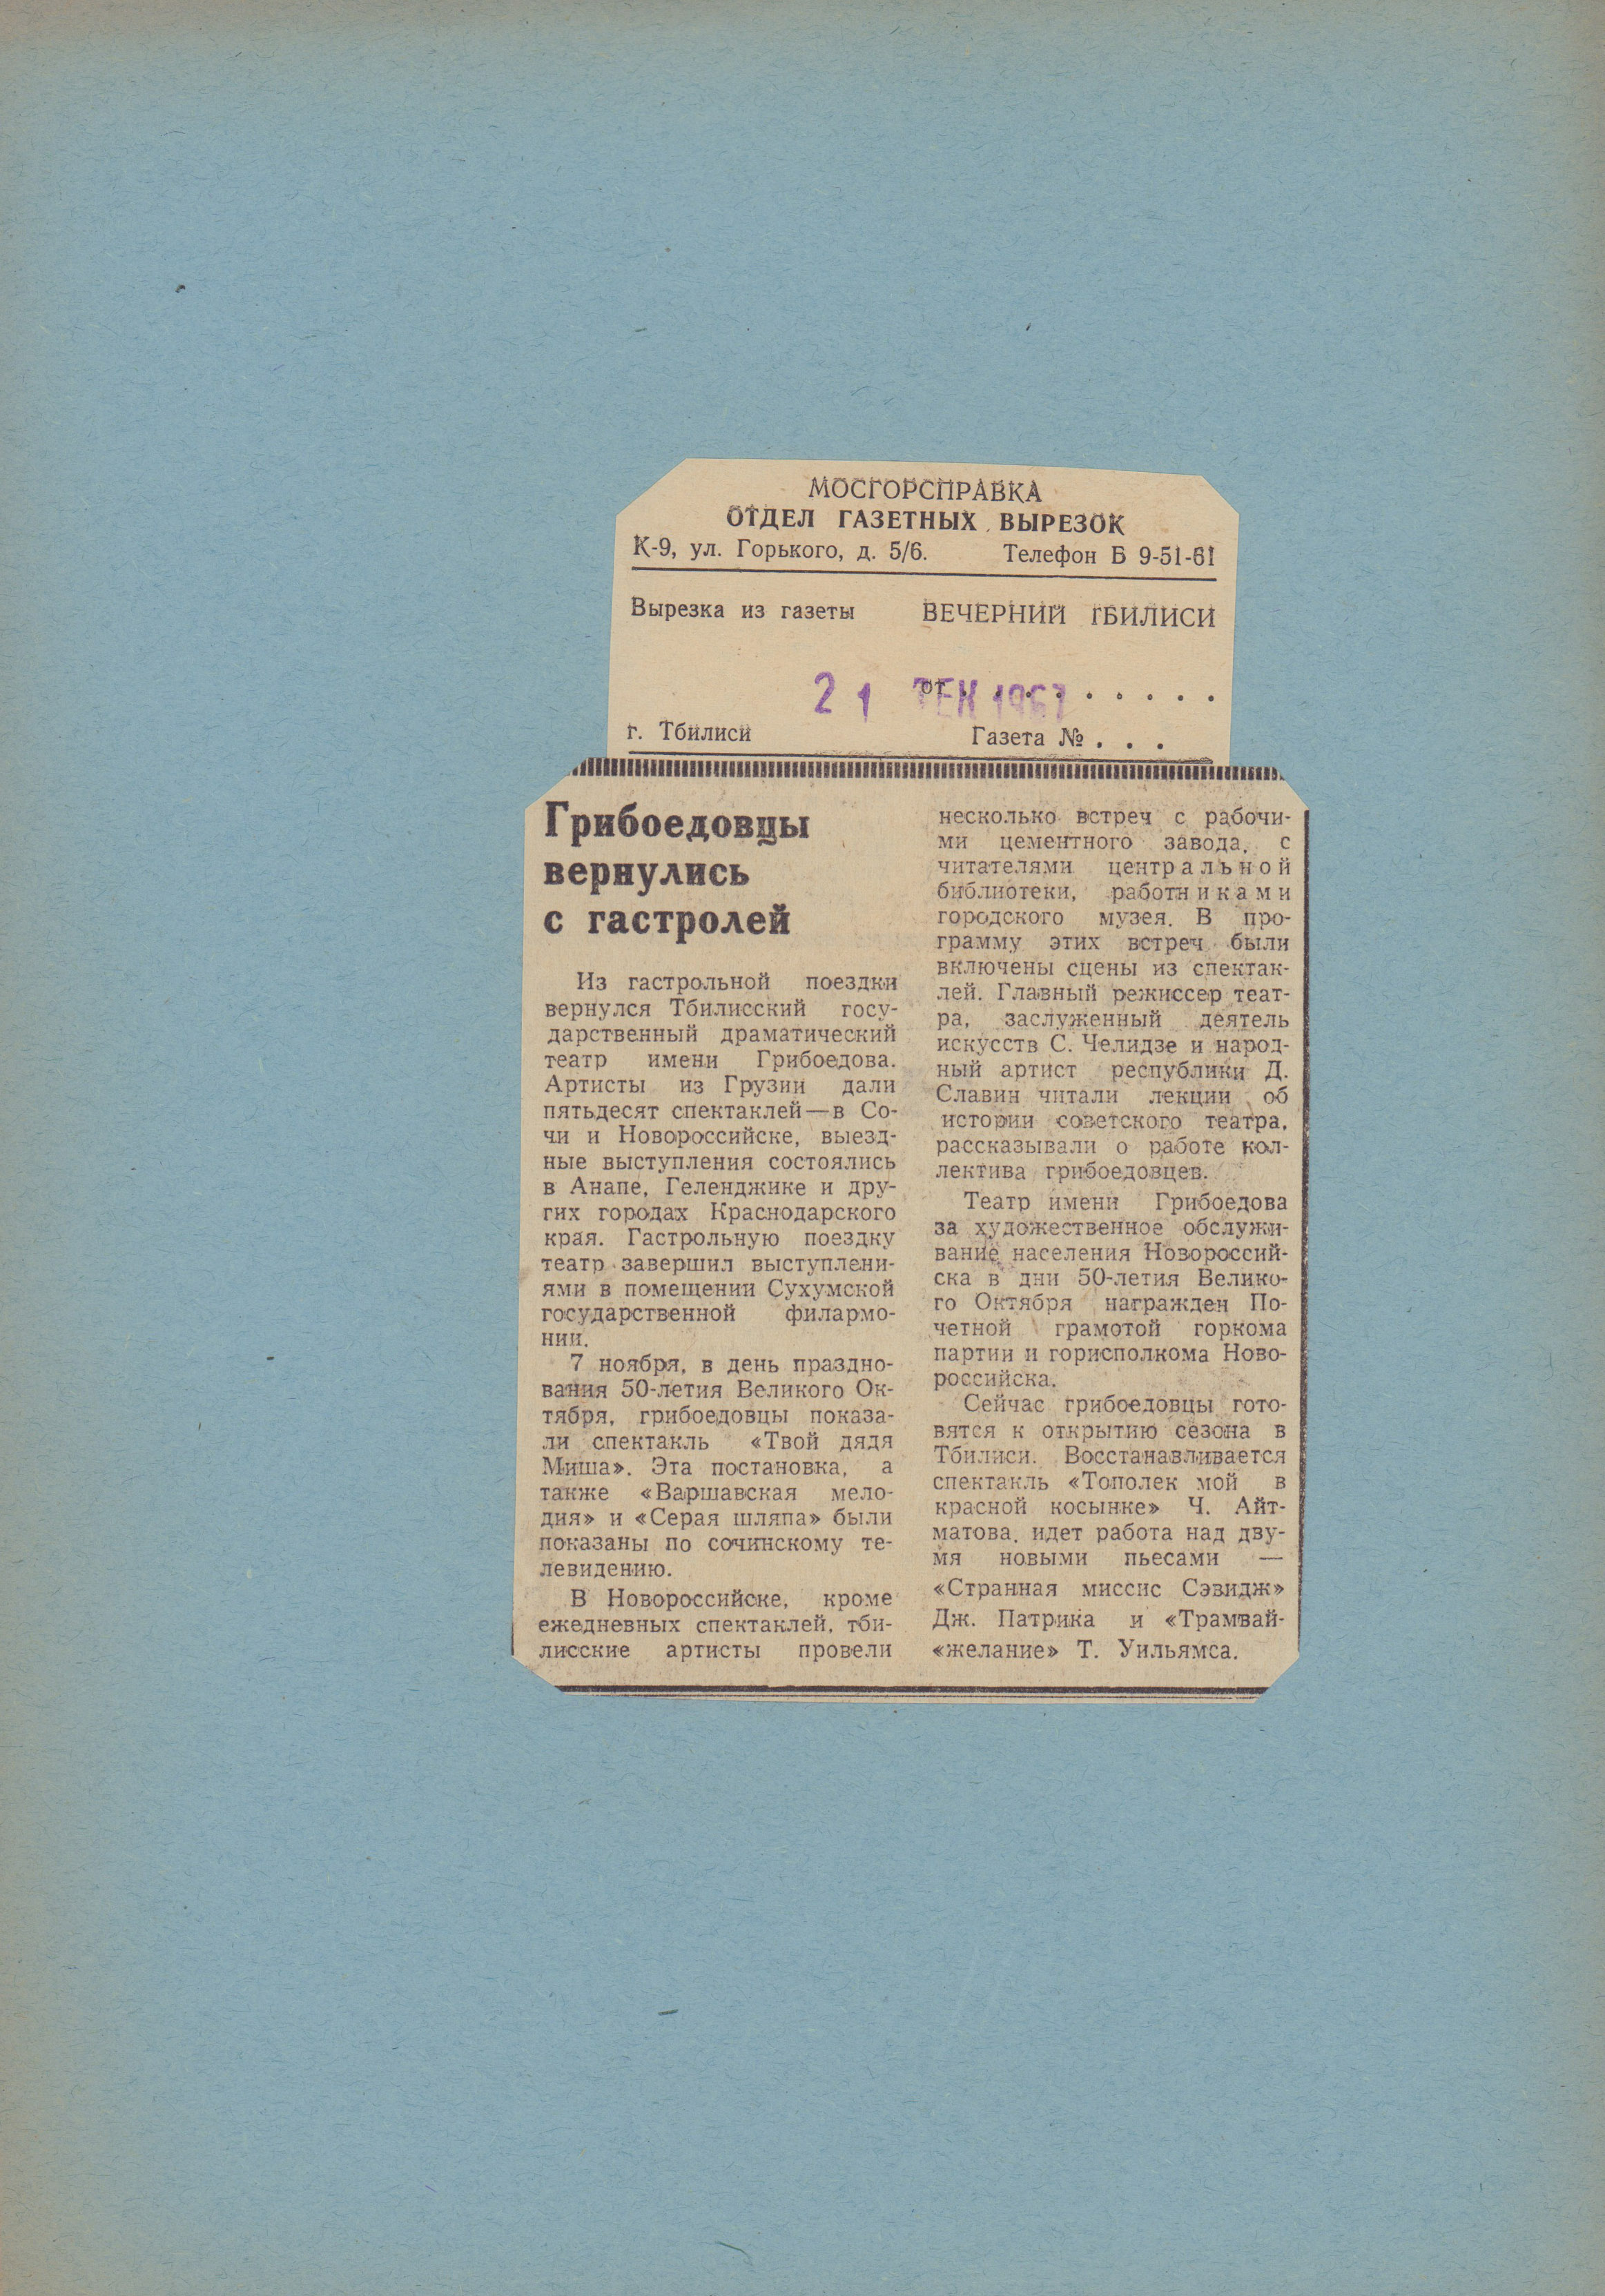 МОСГОРСПРАВКА
ОТДЕЛ ГАЗЕТНЫХ ВЫРЕЗОК
К-9, ул. Горького, д. 5/6. Телефон Б 9-51-61
Вырезка из газеты ВЕЧЕРНИЙ ТБИЛИСИ
от . . . . . . . . .
21 ДЕК 1967
г. Тбилиси Газета № . . .
Грибоедовцы
вернулись
с гастролей
Из гастрольной поездки
вернулся Тбилисский госу-
дарственный драматический
театр имени Грибоедова.
Артисты из Грузии дали
пятьдесят спектаклей—в Со-
чи и Новороссийске, выезд-
ные выступления состоялись
в Анапе, Геленджике и дру-
гих городах Краснодарского
края. Гастрольную поездку
театр завершил выступлени-
ями в помещении Сухумской
государственной филармо-
нии.
7 ноября, в день праздно-
вания 50-летия Великого Ок-
тября, грибоедовцы показа-
ли спектакль «Твой дядя
Миша». Эта постановка, а
также «Варшавская мело-
дия» и «Серая шляпа» были
показаны по сочинскому те-
левидению.
В Новороссийске, кроме
ежедневных спектаклей, тби-
лисские артисты провели
несколько встреч с рабочи-
ми цементного завода, с
читателями центральной
библиотеки, работниками
городского музея. В про-
грамму этих встреч были
включены сцены из спектак-
лей. Главный режиссер теат-
ра, заслуженный деятель
искусств С. Челидзе и народ-
ный артист республики Д.
Славин читали лекции об
истории советского театра,
рассказывали о работе кол-
лектива грибоедовцев.
Театр имени Грибоедова
за художественное обслужи-
вание населения Новороссий-
ска в дни 50-летия Велико-
го Октября награжден По-
четной грамотой горкома
партии и горисполкома Ново-
российска.
Сейчас грибоедовцы гото-
вятся к открытию сезона в
Тбилиси. Восстанавливается
спектакль «Тополек мой в
красной косынке» Ч. Айт-
матова, идет работа над дву-
мя новыми пьесами —
«Странная миссис Сэвидж»
Дж. Патрика и «Трамвай-
«желание» Т. Уильямса.